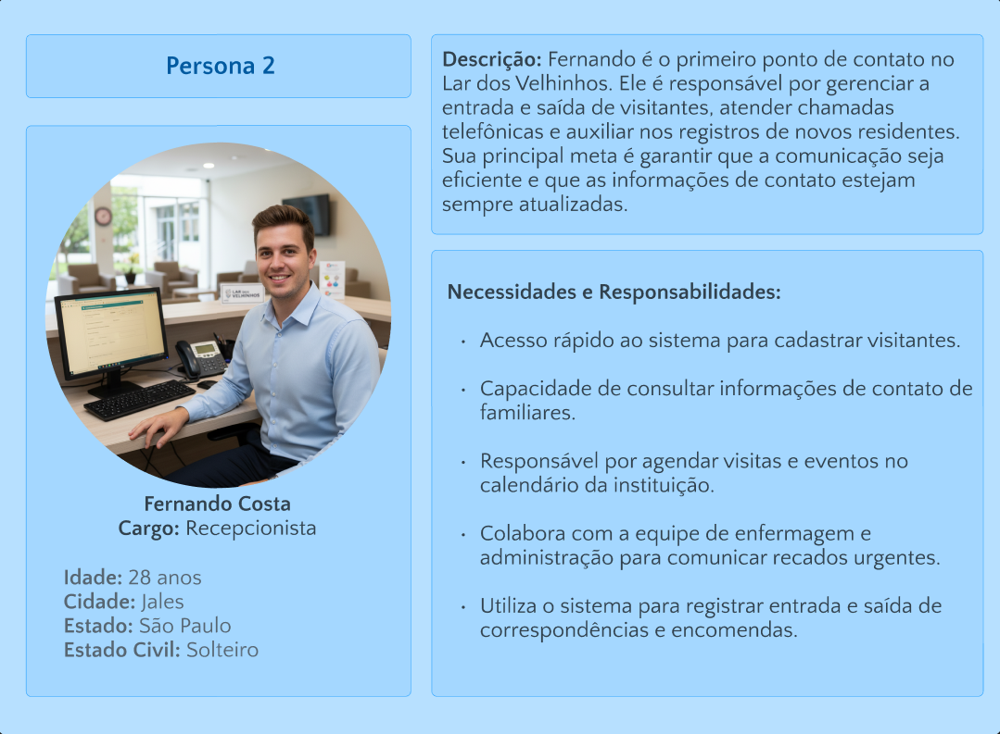 Persona 2
Fernando Costa
Cargo: Recepcionista
Idade: 28 anos
Cidade: Jales
Estado: São Paulo
Estado Civil: Solteiro
Descrição: Fernando é o primeiro ponto de contato no
Lar dos Velhinhos. Ele é responsável por gerenciar a
entrada e saída de visitantes, atender chamadas
telefônicas e auxiliar nos registros de novos residentes.
Sua principal meta é garantir que a comunicação seja
eficiente e que as informações de contato estejam
sempre atualizadas.
Necessidades e Responsabilidades:
• Acesso rápido ao sistema para cadastrar visitantes.
• Capacidade de consultar informações de contato de
familiares.
• Responsável por agendar visitas e eventos no
calendário da instituição.
• Colabora com a equipe de enfermagem e
administração para comunicar recados urgentes.
• Utiliza o sistema para registrar entrada e saída de
correspondências e encomendas.
LAR DOS
VELHINHOS